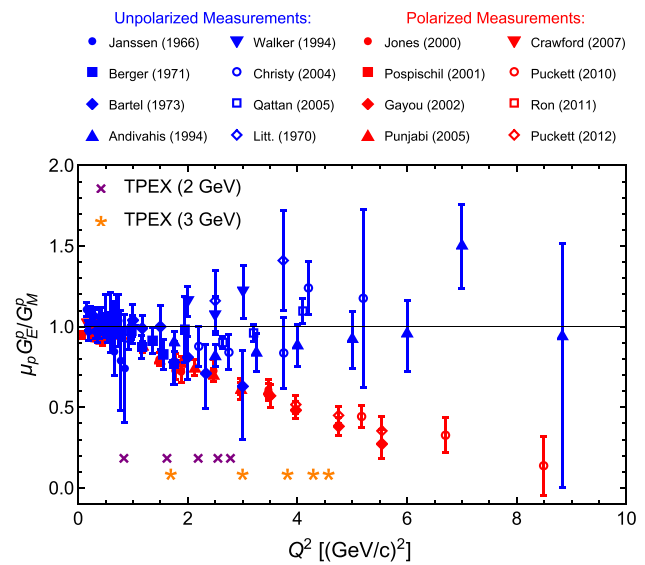 Unpolarized Measurements: Polarized Measurements:
Janssen (1966) Walker (1994) Jones (2000) Crawford (2007)
Berger (1971) Christy (2004) Pospischil (2001) Puckett (2010)
Bartel (1973) Qattan (2005) Gayou (2002) Ron (2011)
Andivahis (1994) Litt. (1970) Punjabi (2005) Puckett (2012)
TPEX (2 GeV)
TPEX (3 GeV)
2.0
1.5
1.0
0.5
0.0
μ_p G_E^p/G_M^p
0 2 4 6 8 10
Q² [(GeV/c)²]